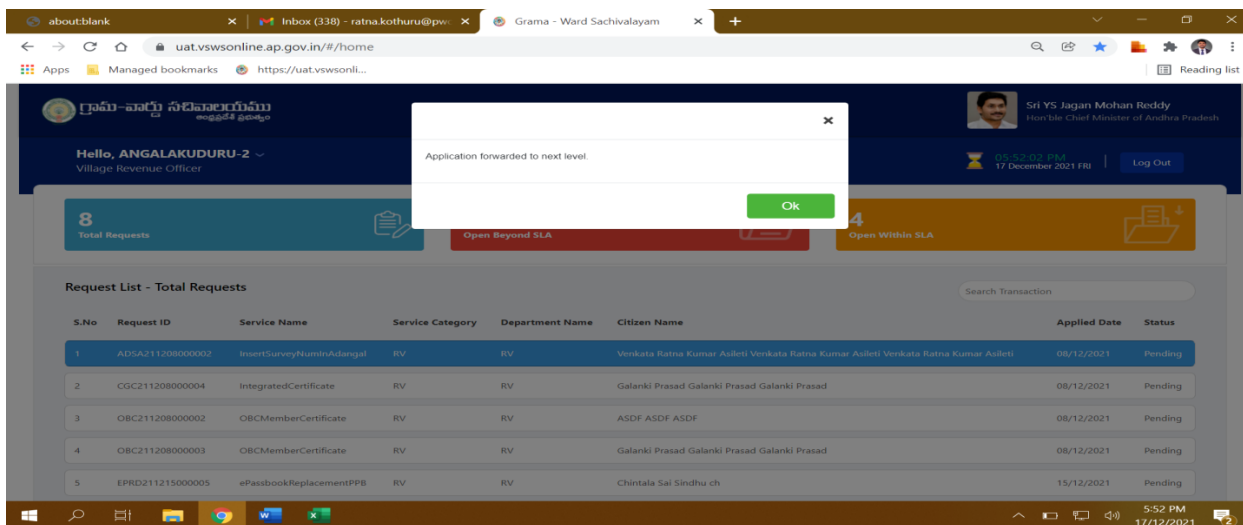 about:blank
Inbox (338) - ratna.kothuru@pwc
Grama - Ward Sachivalayam
uat.vswsonline.ap.gov.in/#/home
Apps Managed bookmarks https://uat.vswsonli... Reading list
గ్రామ-వార్డు సచివాలయము
ఆంధ్రప్రదేశ్ ప్రభుత్వం
Sri YS Jagan Mohan Reddy
Hon'ble Chief Minister of Andhra Pradesh
Hello, ANGALAKUDURU-2
Village Revenue Officer
Application forwarded to next level.
Ok
05:52:02 PM
17 December 2021 FRI
Log Out
8
Total Requests
Open Beyond SLA
4
Open Within SLA
Request List - Total Requests
Search Transaction
S.No Request ID Service Name Service Category Department Name Citizen Name Applied Date Status
1 ADSA211208000002 InsertSurveyNumInAdangal RV RV Venkata Ratna Kumar Asileti Venkata Ratna Kumar Asileti Venkata Ratna Kumar Asileti 08/12/2021 Pending
2 CGC211208000004 IntegratedCertificate RV RV Galanki Prasad Galanki Prasad Galanki Prasad 08/12/2021 Pending
3 OBC211208000002 OBCMemberCertificate RV RV ASDF ASDF ASDF 08/12/2021 Pending
4 OBC211208000003 OBCMemberCertificate RV RV Galanki Prasad Galanki Prasad Galanki Prasad 08/12/2021 Pending
5 EPRD211215000005 ePassbookReplacementPPB RV RV Chintala Sai Sindhu ch 15/12/2021 Pending
5:52 PM
17/12/2021
2